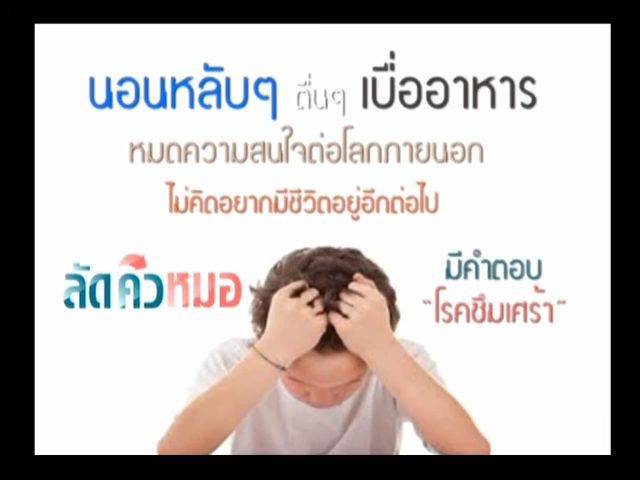 นอนหลับๆ ตื่นๆ เบื่ออาหาร
หมดความสนใจต่อโลกภายนอก
ไม่คิดอยากมีชีวิตอยู่อีกต่อไป
ลัดคิวหมอ
มีคำตอบ
"โรคซึมเศร้า"